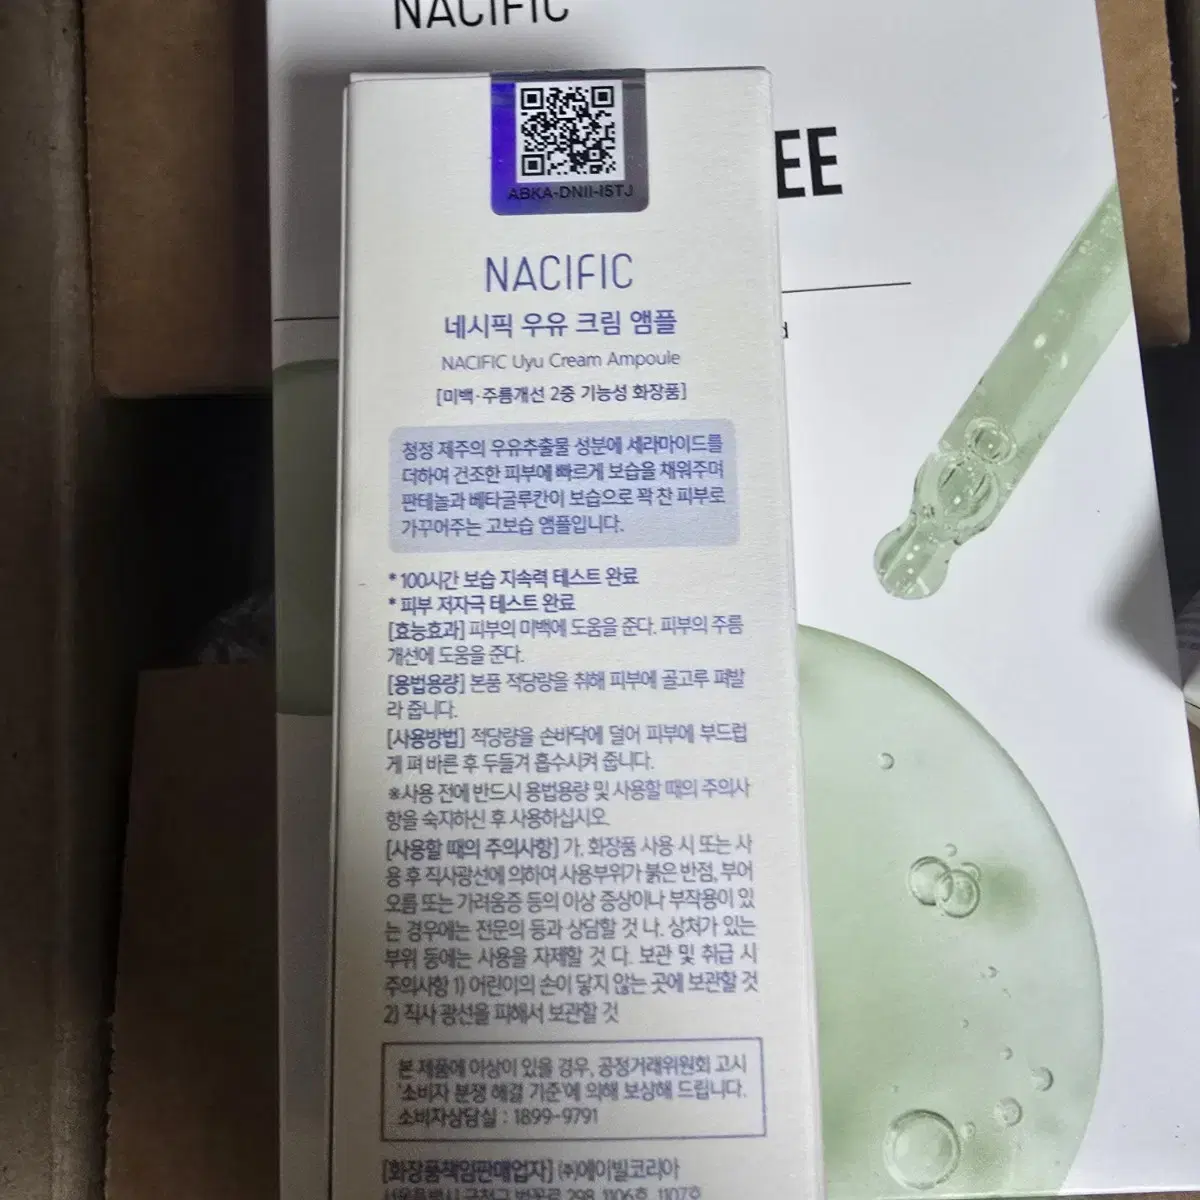 NACIFIC
EE
d
ABKA-DNII-I5TJ
NACIFIC
네시픽 우유 크림 앰플
NACIFIC Uyu Cream Ampoule
[미백·주름개선 2중 기능성 화장품]
청정 제주의 우유추출물 성분에 세라마이드를
더하여 건조한 피부에 빠르게 보습을 채워주며
판테놀과 베타글루칸이 보습으로 꽉 찬 피부로
가꾸어주는 고보습 앰플입니다.
* 100시간 보습 지속력 테스트 완료
* 피부 저자극 테스트 완료
[효능효과] 피부의 미백에 도움을 준다. 피부의 주름
개선에 도움을 준다.
[용법용량] 본품 적당량을 취해 피부에 골고루 펴발
라 줍니다.
[사용방법] 적당량을 손바닥에 덜어 피부에 부드럽
게 펴 바른 후 두들겨 흡수시켜 줍니다.
※사용 전에 반드시 용법용량 및 사용할 때의 주의사
항을 숙지하신 후 사용하십시오.
[사용할 때의 주의사항] 가. 화장품 사용 시 또는 사
용 후 직사광선에 의하여 사용부위가 붉은 반점, 부어
오름 또는 가려움증 등의 이상 증상이나 부작용이 있
는 경우에는 전문의 등과 상담할 것 나. 상처가 있는
부위 등에는 사용을 자제할 것 다. 보관 및 취급 시
주의사항 1) 어린이의 손이 닿지 않는 곳에 보관할 것
2) 직사 광선을 피해서 보관할 것
본 제품에 이상이 있을 경우, 공정거래위원회 고시
'소비자 분쟁 해결 기준'에 의해 보상해 드립니다.
소비자상담실 : 1899-9791
[화장품책임판매업자] (주)에이빌코리아
서울특별시 금천구 벚꽃로 298, 1106호, 1107호